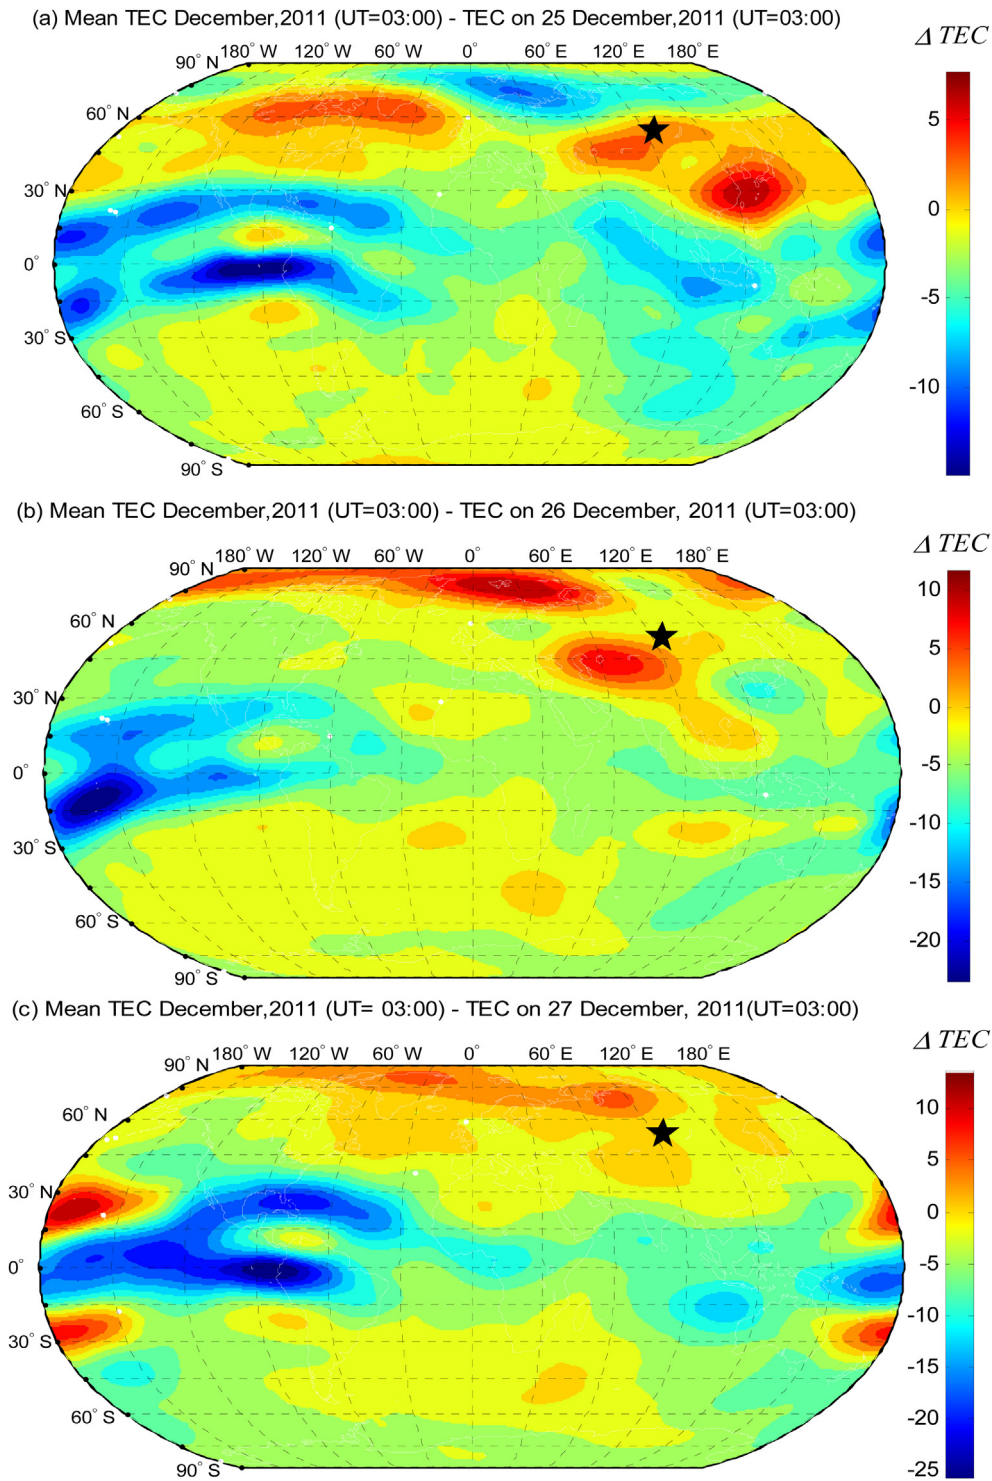 (a) Mean TEC December,2011 (UT=03:00) - TEC on 25 December,2011 (UT=03:00)
Δ TEC
180° W 120° W 60° W 0° 60° E 120° E 180° E
90° N
60° N
30° N
0°
30° S
60° S
90° S
5
0
-5
-10
(b) Mean TEC December,2011 (UT=03:00) - TEC on 26 December, 2011 (UT=03:00)
Δ TEC
180° W 120° W 60° W 0° 60° E 120° E 180° E
90° N
60° N
30° N
0°
30° S
60° S
90° S
10
5
0
-5
-10
-15
-20
(c) Mean TEC December,2011 (UT= 03:00) - TEC on 27 December, 2011(UT=03:00)
Δ TEC
180° W 120° W 60° W 0° 60° E 120° E 180° E
90° N
60° N
30° N
0°
30° S
60° S
90° S
10
5
0
-5
-10
-15
-20
-25